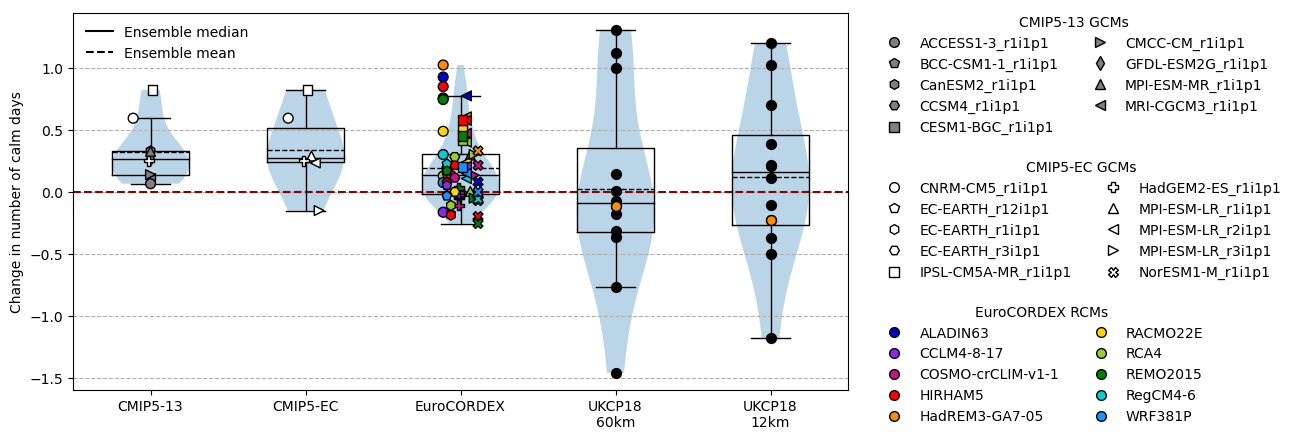 Ensemble median
Ensemble mean
Change in number of calm days
1.0
0.5
0.0
−0.5
−1.0
−1.5
CMIP5-13
CMIP5-EC
EuroCORDEX
UKCP18
60km
UKCP18
12km
CMIP5-13 GCMs
ACCESS1-3_r1i1p1
BCC-CSM1-1_r1i1p1
CanESM2_r1i1p1
CCSM4_r1i1p1
CESM1-BGC_r1i1p1
CMCC-CM_r1i1p1
GFDL-ESM2G_r1i1p1
MPI-ESM-MR_r1i1p1
MRI-CGCM3_r1i1p1
CMIP5-EC GCMs
CNRM-CM5_r1i1p1
EC-EARTH_r12i1p1
EC-EARTH_r1i1p1
EC-EARTH_r3i1p1
IPSL-CM5A-MR_r1i1p1
HadGEM2-ES_r1i1p1
MPI-ESM-LR_r1i1p1
MPI-ESM-LR_r2i1p1
MPI-ESM-LR_r3i1p1
NorESM1-M_r1i1p1
EuroCORDEX RCMs
ALADIN63
CCLM4-8-17
COSMO-crCLIM-v1-1
HIRHAM5
HadREM3-GA7-05
RACMO22E
RCA4
REMO2015
RegCM4-6
WRF381P